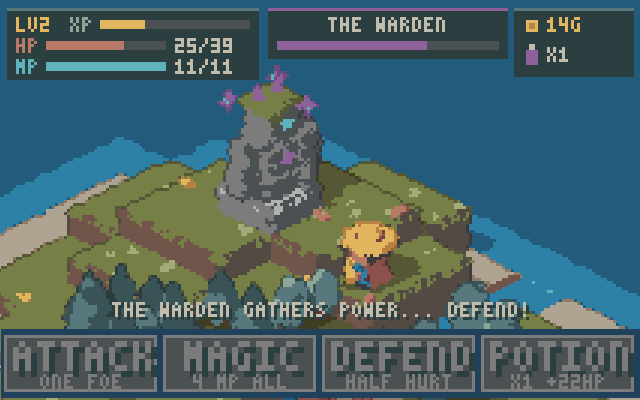 LV2 XP
HP 25/39
MP 11/11
THE WARDEN
14G
X1
THE WARDEN GATHERS POWER... DEFEND!
ATTACK
ONE FOE
MAGIC
4 MP ALL
DEFEND
HALF HURT
POTION
X1 +22HP